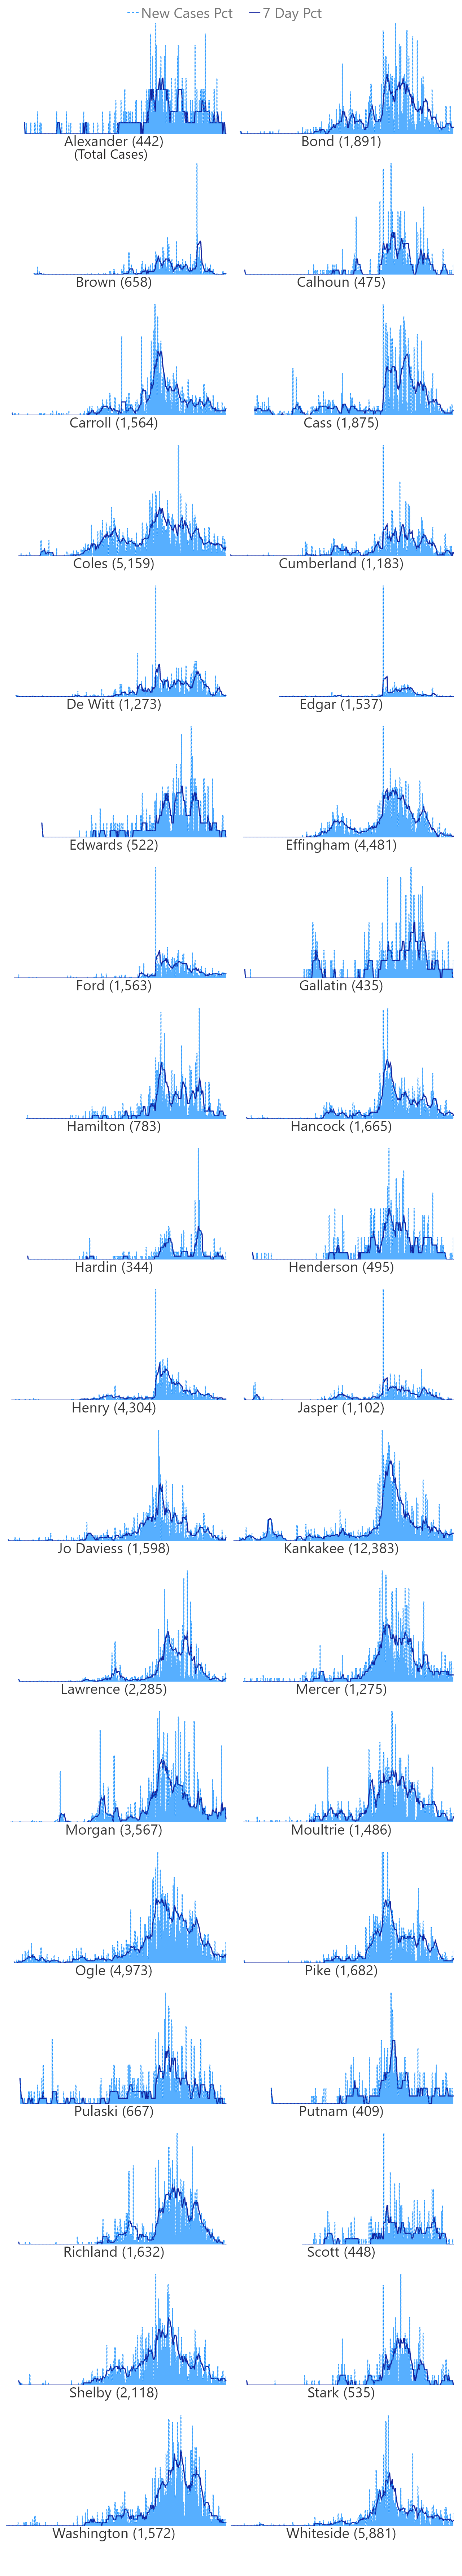 New Cases Pct 7 Day Pct
Alexander (442) Bond (1,891)
(Total Cases)
Brown (658) Calhoun (475)
Carroll (1,564) Cass (1,875)
Coles (5,159) Cumberland (1,183)
De Witt (1,273) Edgar (1,537)
Edwards (522) Effingham (4,481)
Ford (1,563) Gallatin (435)
Hamilton (783) Hancock (1,665)
Hardin (344) Henderson (495)
Henry (4,304) Jasper (1,102)
Jo Daviess (1,598) Kankakee (12,383)
Lawrence (2,285) Mercer (1,275)
Morgan (3,567) Moultrie (1,486)
Ogle (4,973) Pike (1,682)
Pulaski (667) Putnam (409)
Richland (1,632) Scott (448)
Shelby (2,118) Stark (535)
Washington (1,572) Whiteside (5,881)